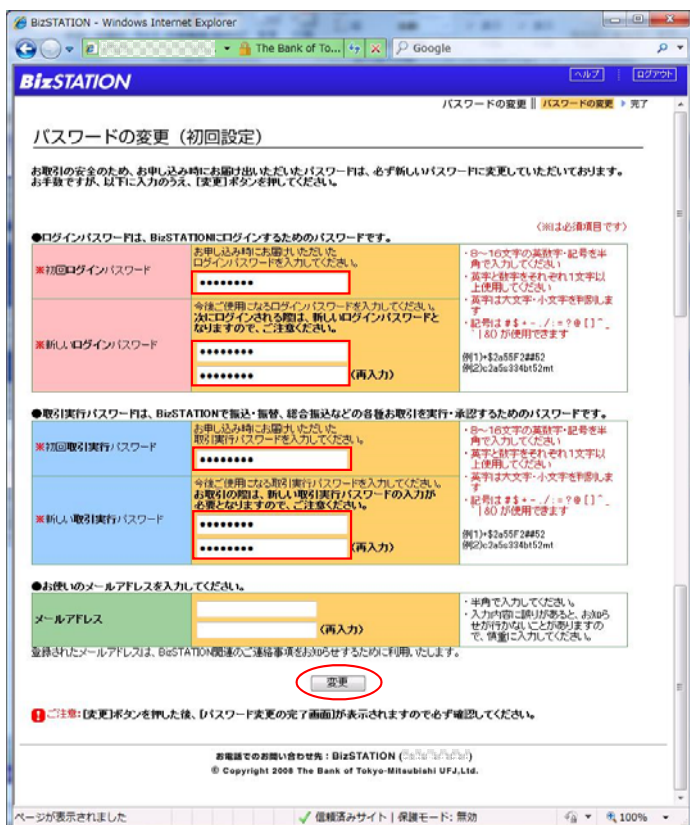 BizSTATION - Windows Internet Explorer
The Bank of To...
Google
BizSTATION
ヘルプ
ログアウト
パスワードの変更 || パスワードの変更 ▶ 完了
パスワードの変更（初回設定）
お取引の安全のため、お申し込み時にお届け出いただいたパスワードは、必ず新しいパスワードに変更していただいております。
お手数ですが、以下に入力のうえ、[変更]ボタンを押してください。
（※は必須項目です）
●ログインパスワードは、BizSTATIONにログインするためのパスワードです。
※初回ログインパスワード
お申し込み時にお届けいただいた
ログインパスワードを入力してください。
●●●●●●●●
※新しいログインパスワード
今後ご使用になるログインパスワードを入力してください。
次にログインされる際は、新しいログインパスワードと
なりますので、ご注意ください。
●●●●●●●●
●●●●●●●●
(再入力)
・8～16文字の英数字・記号を半
角で入力してください
・英字と数字をそれぞれ1文字以
上使用してください
・英字は大文字・小文字を判別しま
す
・記号は # $ + - . / : = ? @ [ ] ^ _
` | &0 が使用できます
例1)+$2a55F2##52
例2)c2a5s334bt52mt
●取引実行パスワードは、BizSTATIONで振込・振替、総合振込などの各種お取引を実行・承認するためのパスワードです。
※初回取引実行パスワード
お申し込み時にお届けいただいた
取引実行パスワードを入力してください。
●●●●●●●●
※新しい取引実行パスワード
今後ご使用になる取引実行パスワードを入力してください。
お取引の際は、新しい取引実行パスワードの入力が
必要となりますので、ご注意ください。
●●●●●●●●
●●●●●●●●
(再入力)
・8～16文字の英数字・記号を半
角で入力してください
・英字と数字をそれぞれ1文字以
上使用してください
・英字は大文字・小文字を判別しま
す
・記号は # $ + - . / : = ? @ [ ] ^ _
` | &0 が使用できます
例1)+$2a55F2##52
例2)c2a5s334bt52mt
●お使いのメールアドレスを入力してください。
メールアドレス
(再入力)
・半角で入力してください。
・入力内容に誤りがあると、お知ら
せが行かないことがありますの
で、慎重に入力してください。
登録されたメールアドレスは、BizSTATION関連のご連絡事項をお知らせするために利用いたします。
変更
ご注意：[変更]ボタンを押した後、[パスワード変更の完了画面]が表示されますので必ず確認してください。
お電話でのお問い合わせ先：BizSTATION (
© Copyright 2008 The Bank of Tokyo-Mitsubishi UFJ,Ltd.
ページが表示されました
信頼済みサイト | 保護モード: 無効
100%